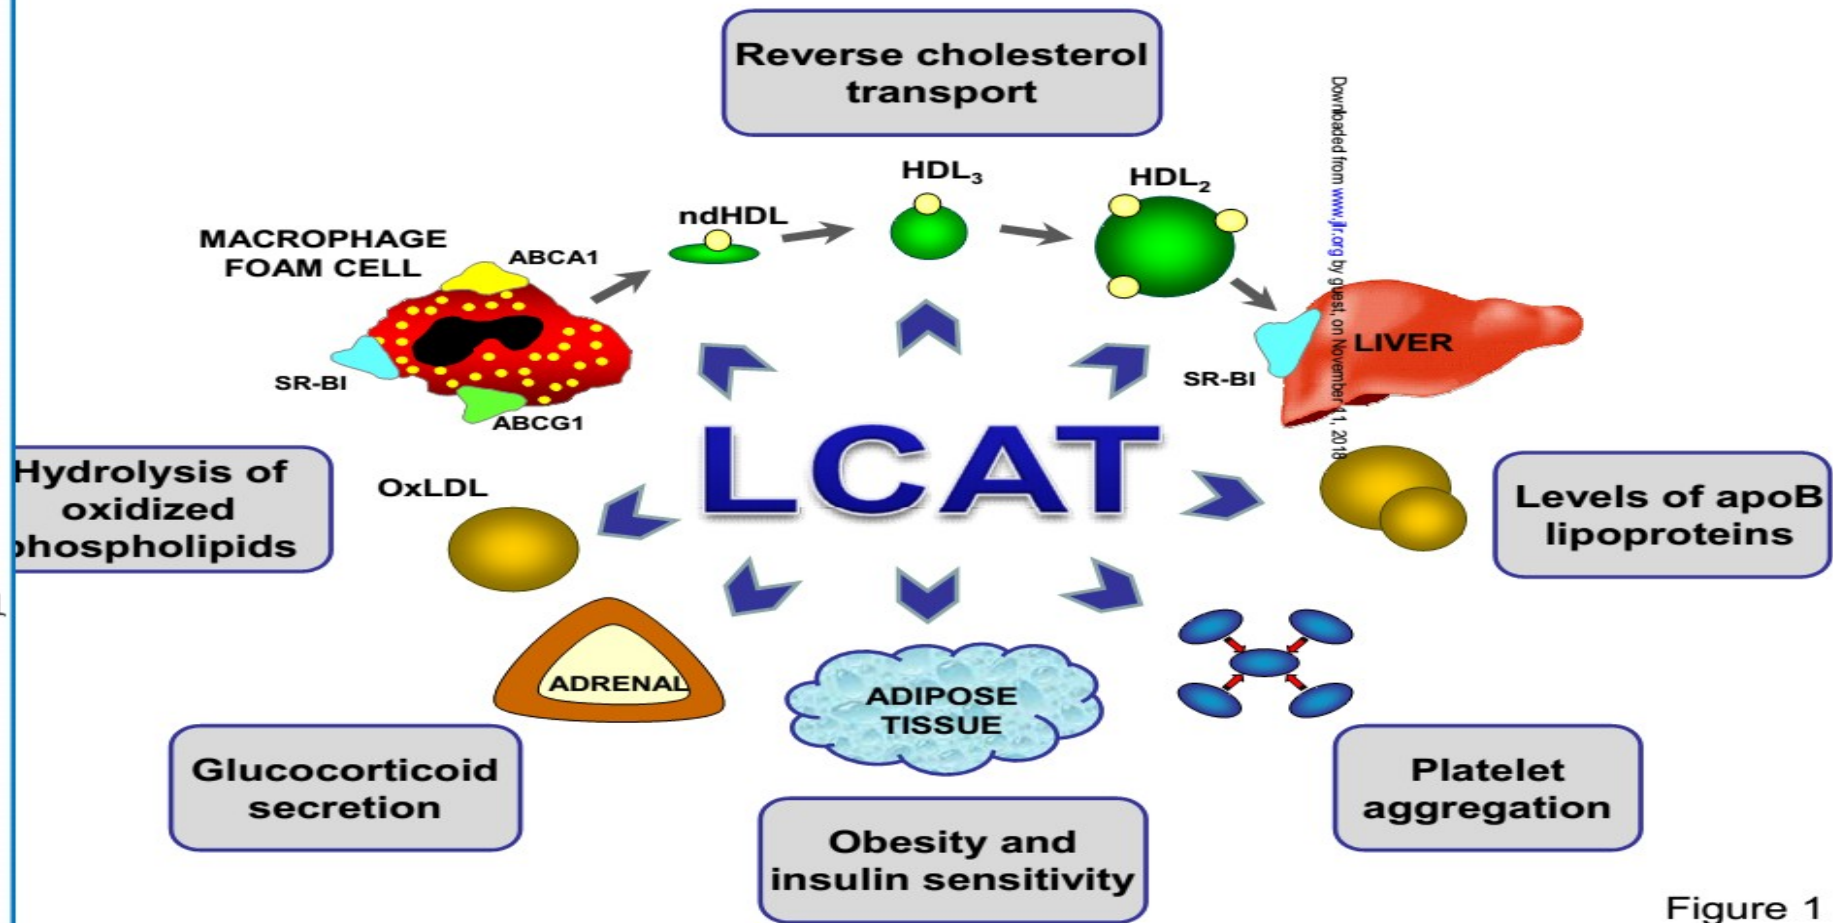 Reverse cholesterol
transport
HDL3
HDL2
ndHDL
MACROPHAGE
FOAM CELL
ABCA1
SR-BI
ABCG1
SR-BI
LIVER
Downloaded from www.jlr.org by guest, on November 11, 2018
LCAT
Hydrolysis of
oxidized
phospholipids
OxLDL
Levels of apoB
lipoproteins
ADRENAL
ADIPOSE
TISSUE
Glucocorticoid
secretion
Platelet
aggregation
Obesity and
insulin sensitivity
Figure 1